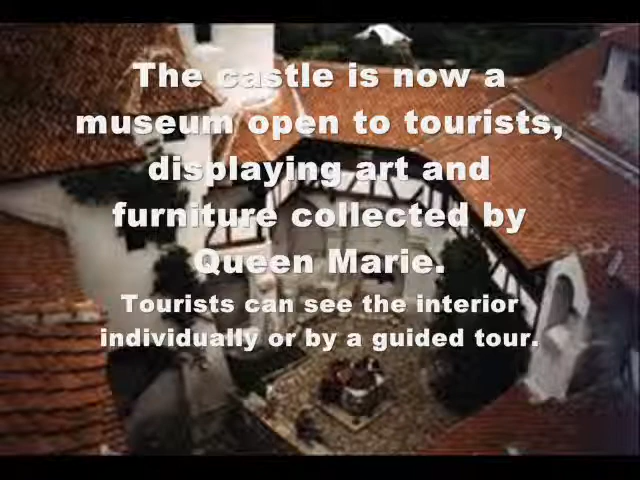 The castle is now a
museum open to tourists,
displaying art and
furniture collected by
Queen Marie.
Tourists can see the interior
individually or by a guided tour.